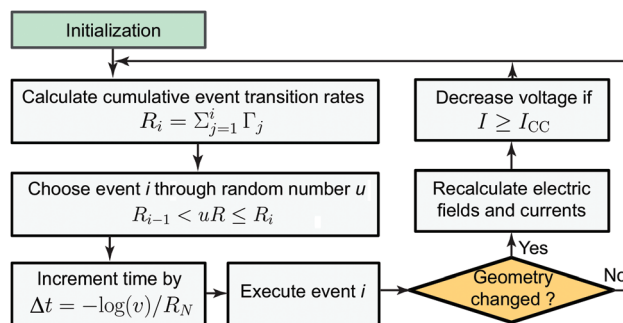 Initialization
Calculate cumulative event transition rates
R_i = Σ_{j=1}^{i} Γ_j
Choose event i through random number u
R_{i−1} < uR ≤ R_i
Increment time by
Δt = −log(v)/R_N
Execute event i
Geometry
changed ?
Yes
No
Recalculate electric
fields and currents
Decrease voltage if
I ≥ I_CC